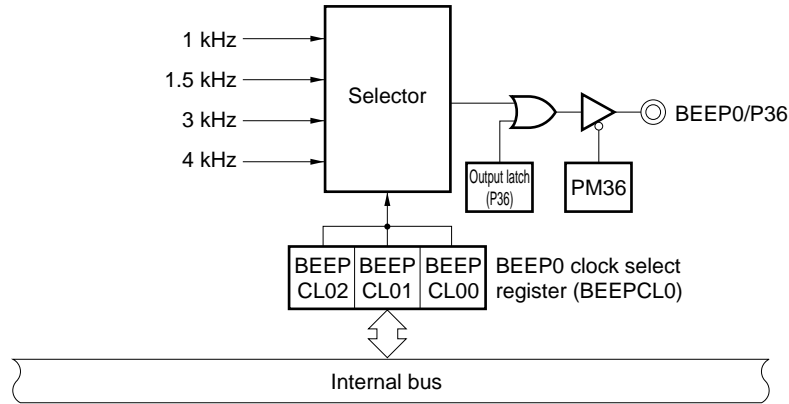 1 kHz
1.5 kHz
3 kHz
4 kHz
Selector
BEEP0/P36
Output latch
(P36)
PM36
BEEP
CL02
BEEP
CL01
BEEP
CL00
BEEP0 clock select
register (BEEPCL0)
Internal bus